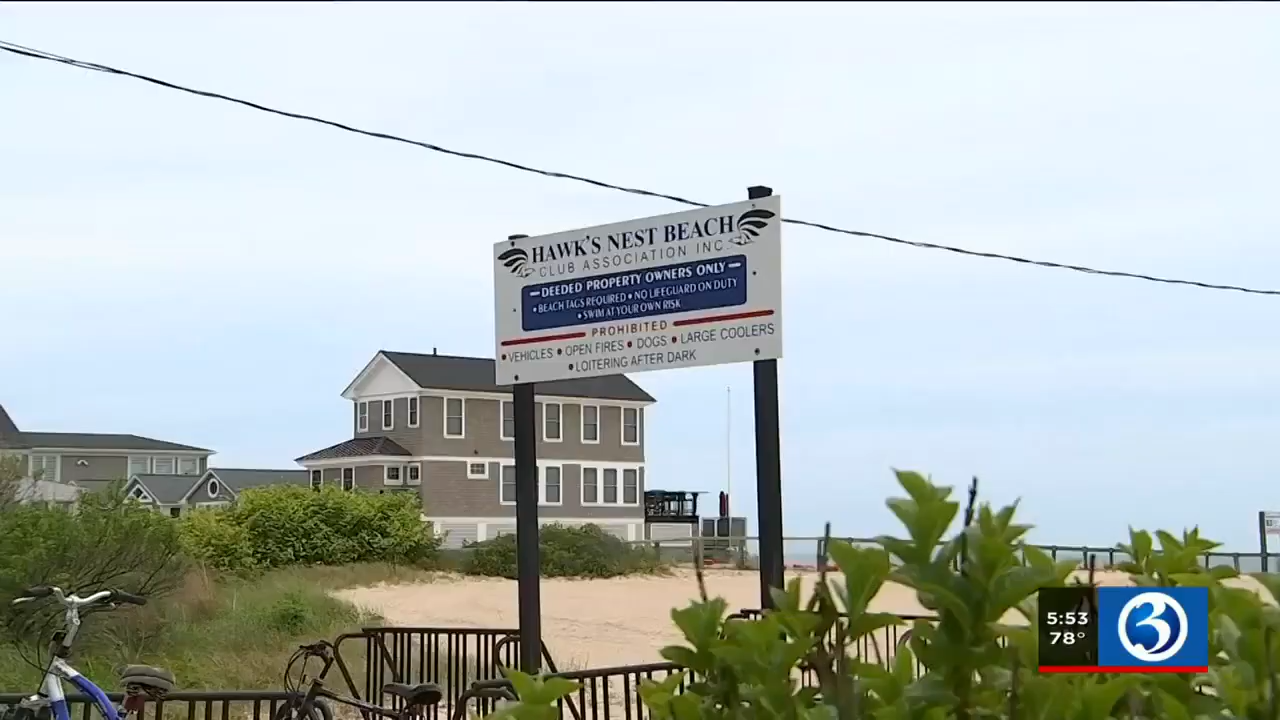 HAWK'S NEST BEACH
CLUB ASSOCIATION INC
DEEDED PROPERTY OWNERS ONLY
• BEACH TAGS REQUIRED • NO LIFEGUARD ON DUTY
• SWIM AT YOUR OWN RISK
PROHIBITED
• VEHICLES • OPEN FIRES • DOGS • LARGE COOLERS
• LOITERING AFTER DARK
5:53
78°
3